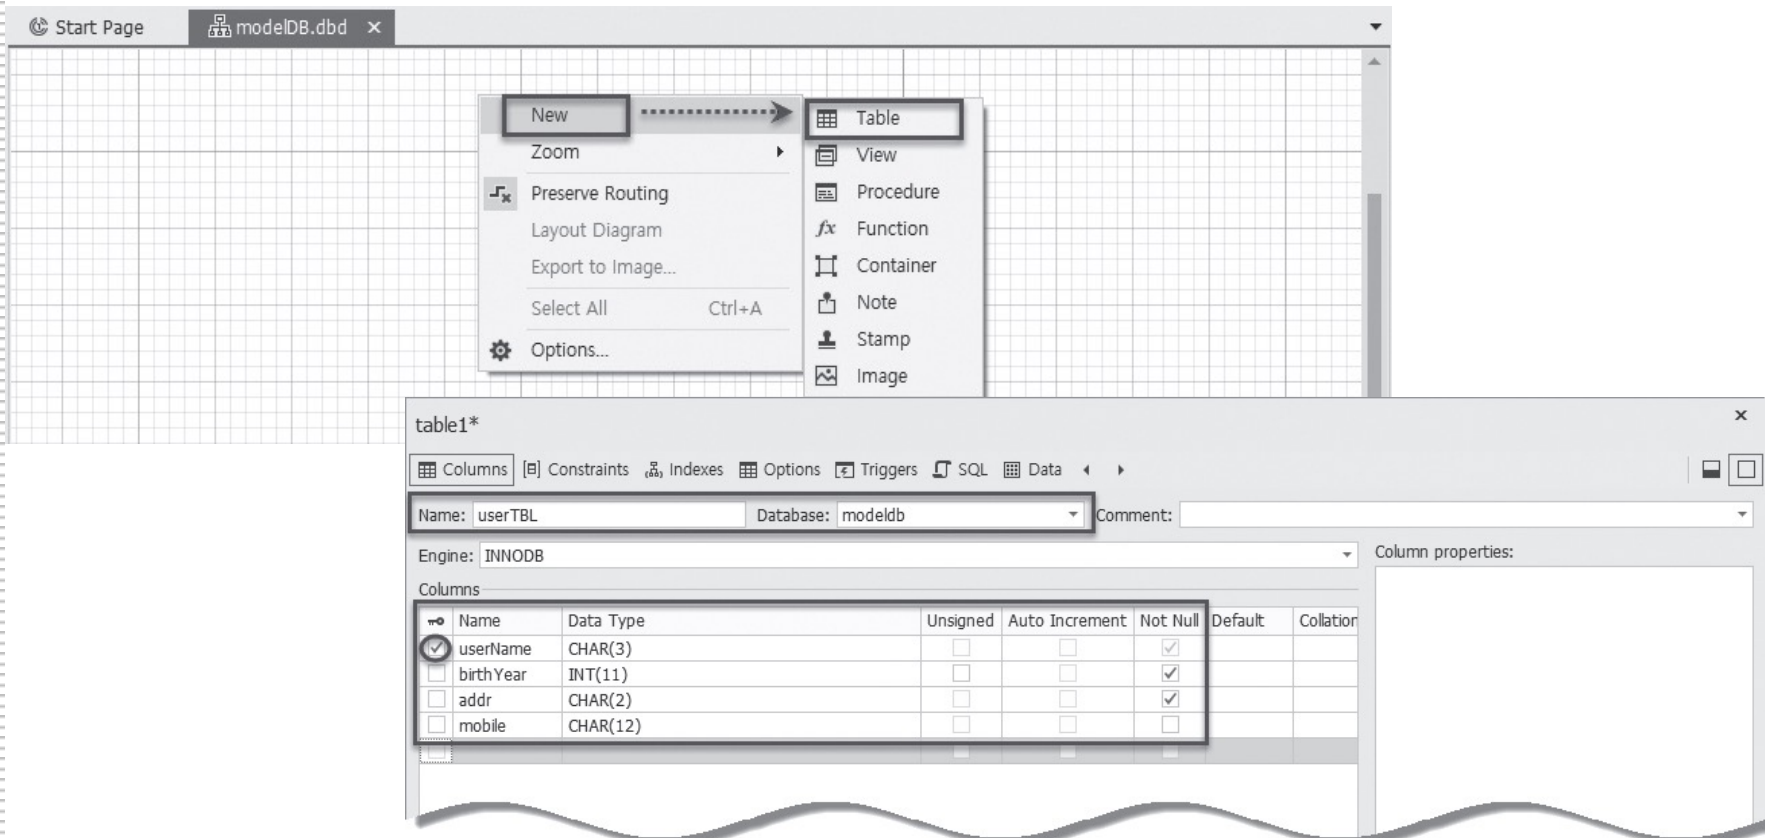 Start Page modelDB.dbd ×
New
Zoom
Preserve Routing
Layout Diagram
Export to Image...
Select All Ctrl+A
Options...
Table
View
Procedure
fx Function
Container
Note
Stamp
Image
table1* ×
Columns Constraints Indexes Options Triggers SQL Data
Name: userTBL Database: modeldb Comment:
Engine: INNODB Column properties:
Columns
Name Data Type Unsigned Auto Increment Not Null Default Collation
userName CHAR(3)
birthYear INT(11)
addr CHAR(2)
mobile CHAR(12)